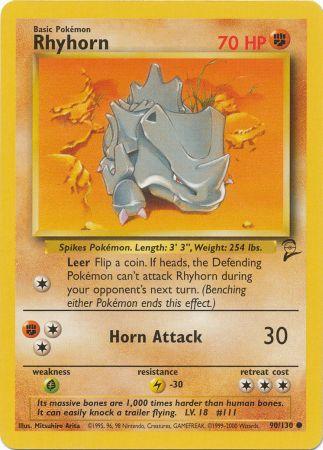 Basic Pokémon
Rhyhorn 70 HP
Spikes Pokémon. Length: 3' 3", Weight: 254 lbs.
Leer Flip a coin. If heads, the Defending
Pokémon can't attack Rhyhorn during
your opponent's next turn. (Benching
either Pokémon ends this effect.)
Horn Attack 30
weakness resistance retreat cost
-30
Its massive bones are 1,000 times harder than human bones.
It can easily knock a trailer flying. LV. 18 #111
Illus. Mitsuhiro Arita ©1995, 96, 98 Nintendo, Creatures, GAMEFREAK. ©1999-2000 Wizards. 90/130